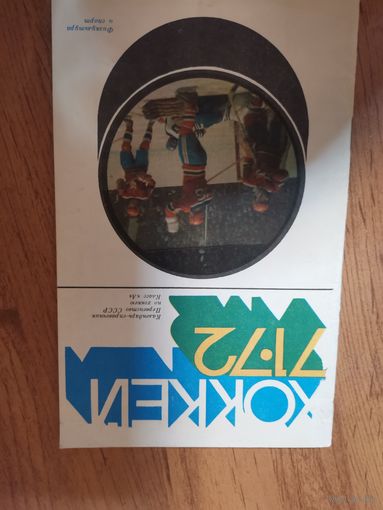 ХОККЕЙ
71·72
Календарь-справочник
Первенство СССР
по хоккею
Класс «А»
Физкультура
и спорт